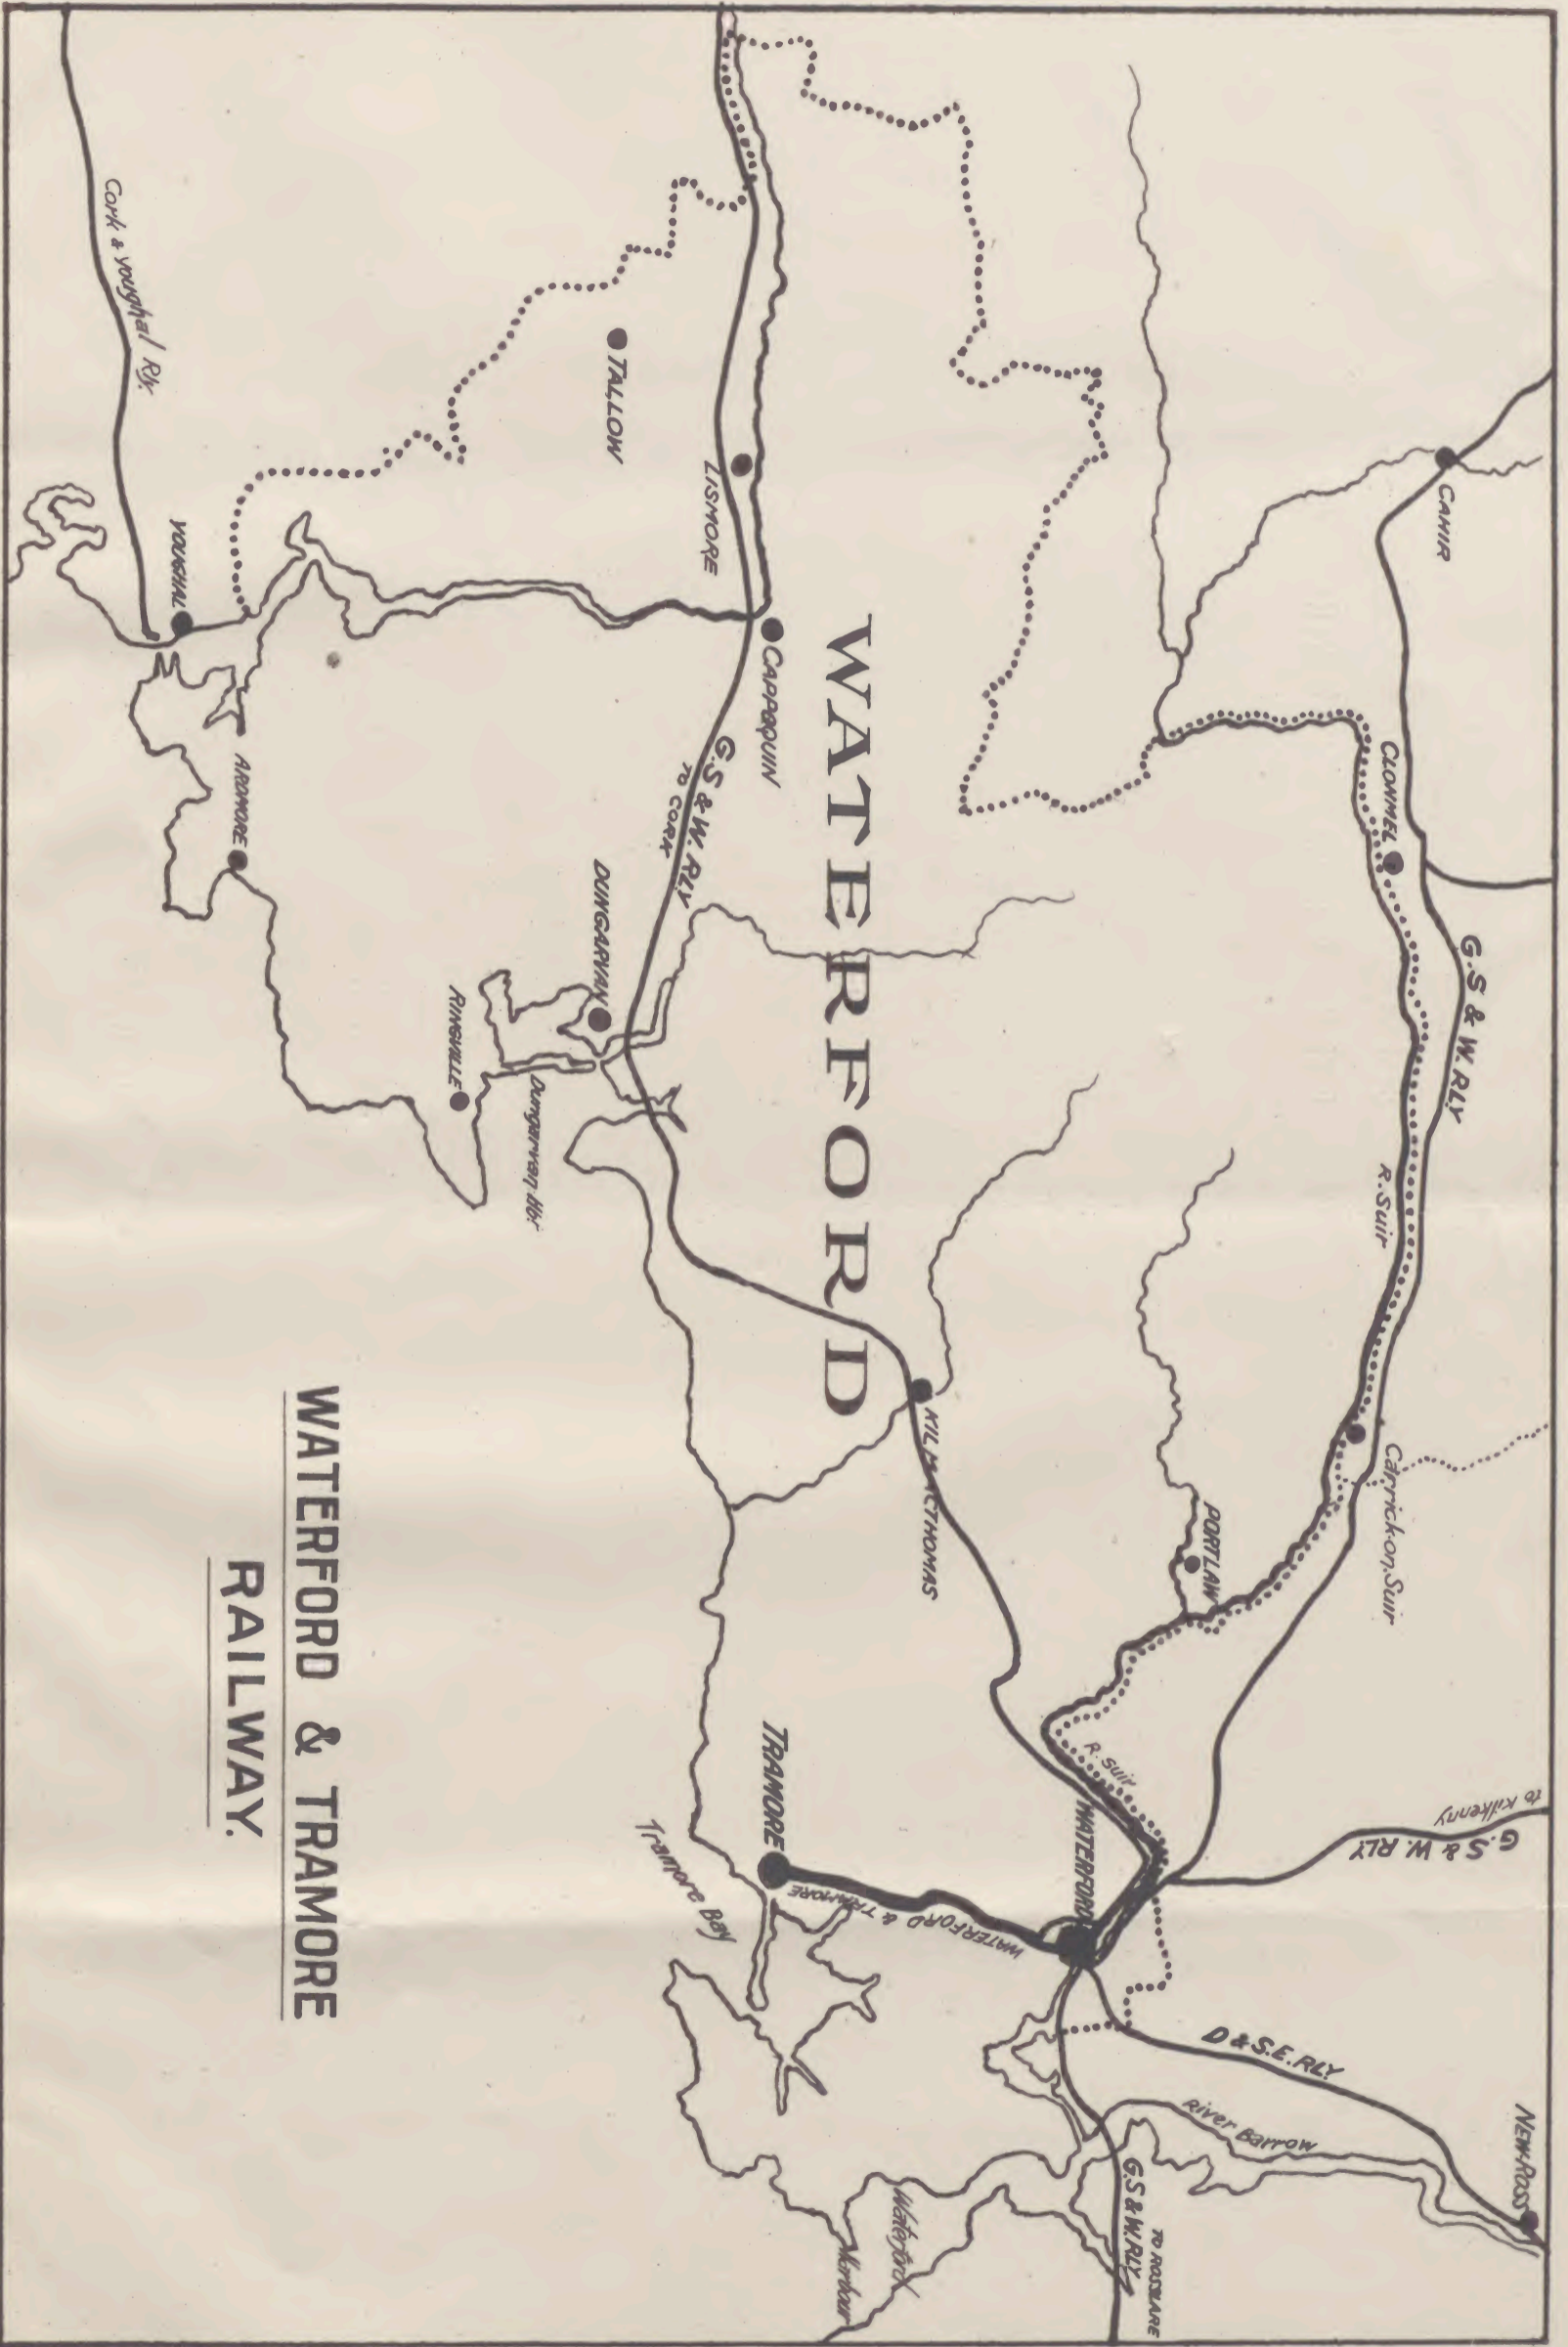 CAHIR
CLONMEL
G.S & W. RLY
R. Suir
Carrick-on-Suir
PORTLAW
R. Suir
to Kilkenny
G.S & W. RLY
NEW-ROSS
D & S.E. RLY
River Barrow
TO ROSSLARE
G.S & W. RLY
Waterford
Harbour
WATERFORD
WATERFORD & TRAMORE
TRAMORE
Tramore Bay
WATERFORD
KILMACTHOMAS
CAPPOQUIN
LISMORE
TALLOW
G.S & W. RLY
TO CORK
DUNGARVAN
Dungarvan Hbr
RINGVILLE
ARDMORE
YOUGHAL
Cork & Youghal Rly.
WATERFORD & TRAMORE
RAILWAY.